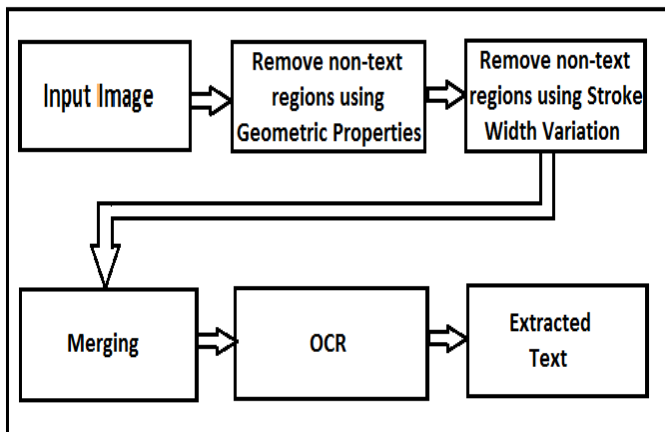 Input Image
Remove non-text
regions using
Geometric Properties
Remove non-text
regions using Stroke
Width Variation
Merging
OCR
Extracted
Text